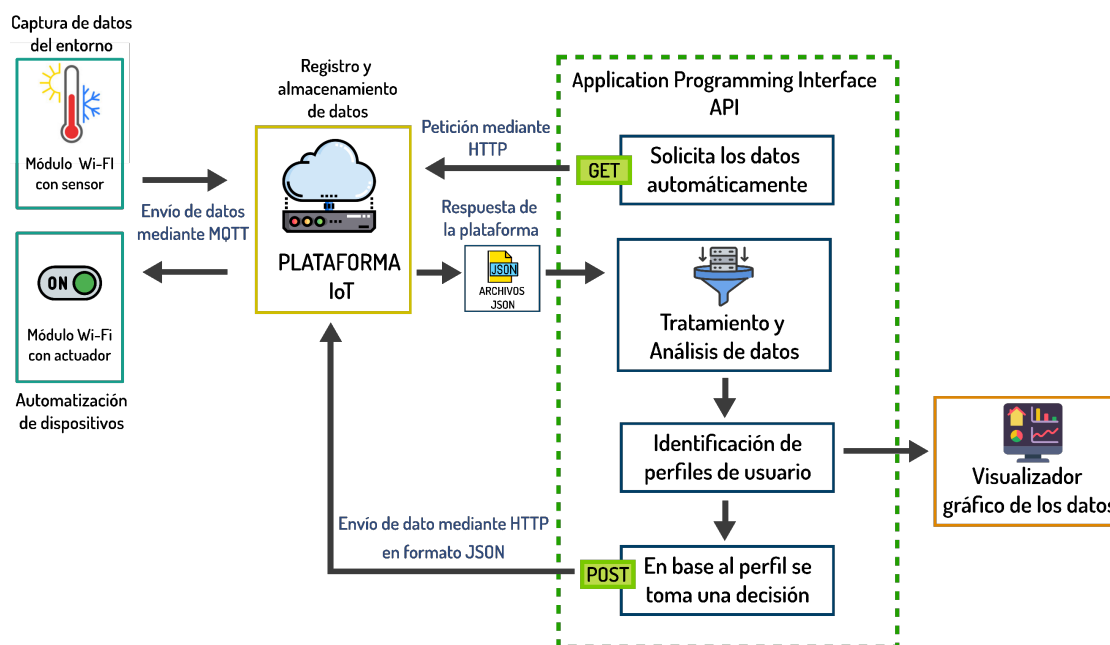 Captura de datos
del entorno
Módulo Wi-FI
con sensor
Envío de datos
mediante MQTT
ON
Módulo Wi-Fi
con actuador
Automatización
de dispositivos
Registro y
almacenamiento
de datos
PLATAFORMA
IoT
Petición mediante
HTTP
Respuesta de
la plataforma
JSON
ARCHIVOS
JSON
Envío de dato mediante HTTP
en formato JSON
Application Programming Interface
API
GET
Solicita los datos
automáticamente
Tratamiento y
Análisis de datos
Identificación de
perfiles de usuario
POST
En base al perfil se
toma una decisión
Visualizador
gráfico de los datos